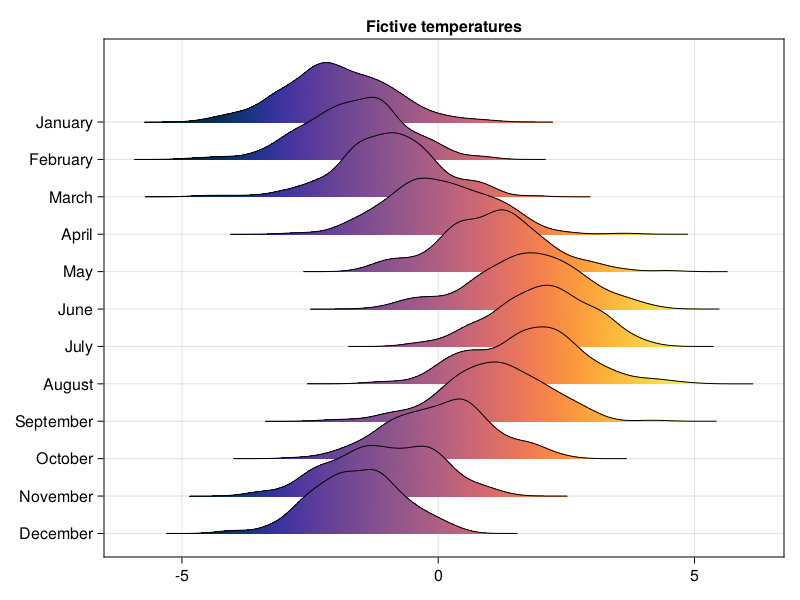 Fictive temperatures
January
February
March
April
May
June
July
August
September
October
November
December
-5 0 5